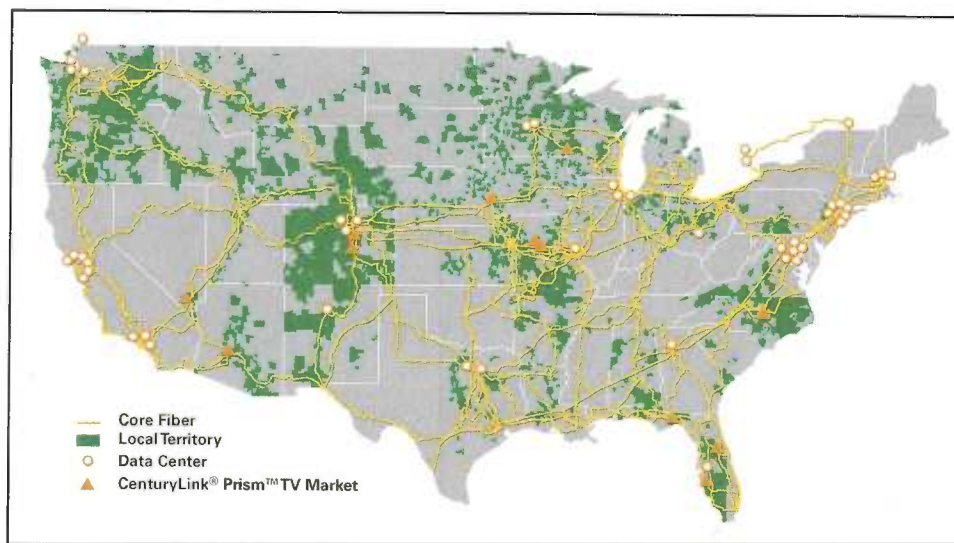 Core Fiber
Local Territory
Data Center
CenturyLink® Prism™ TV Market